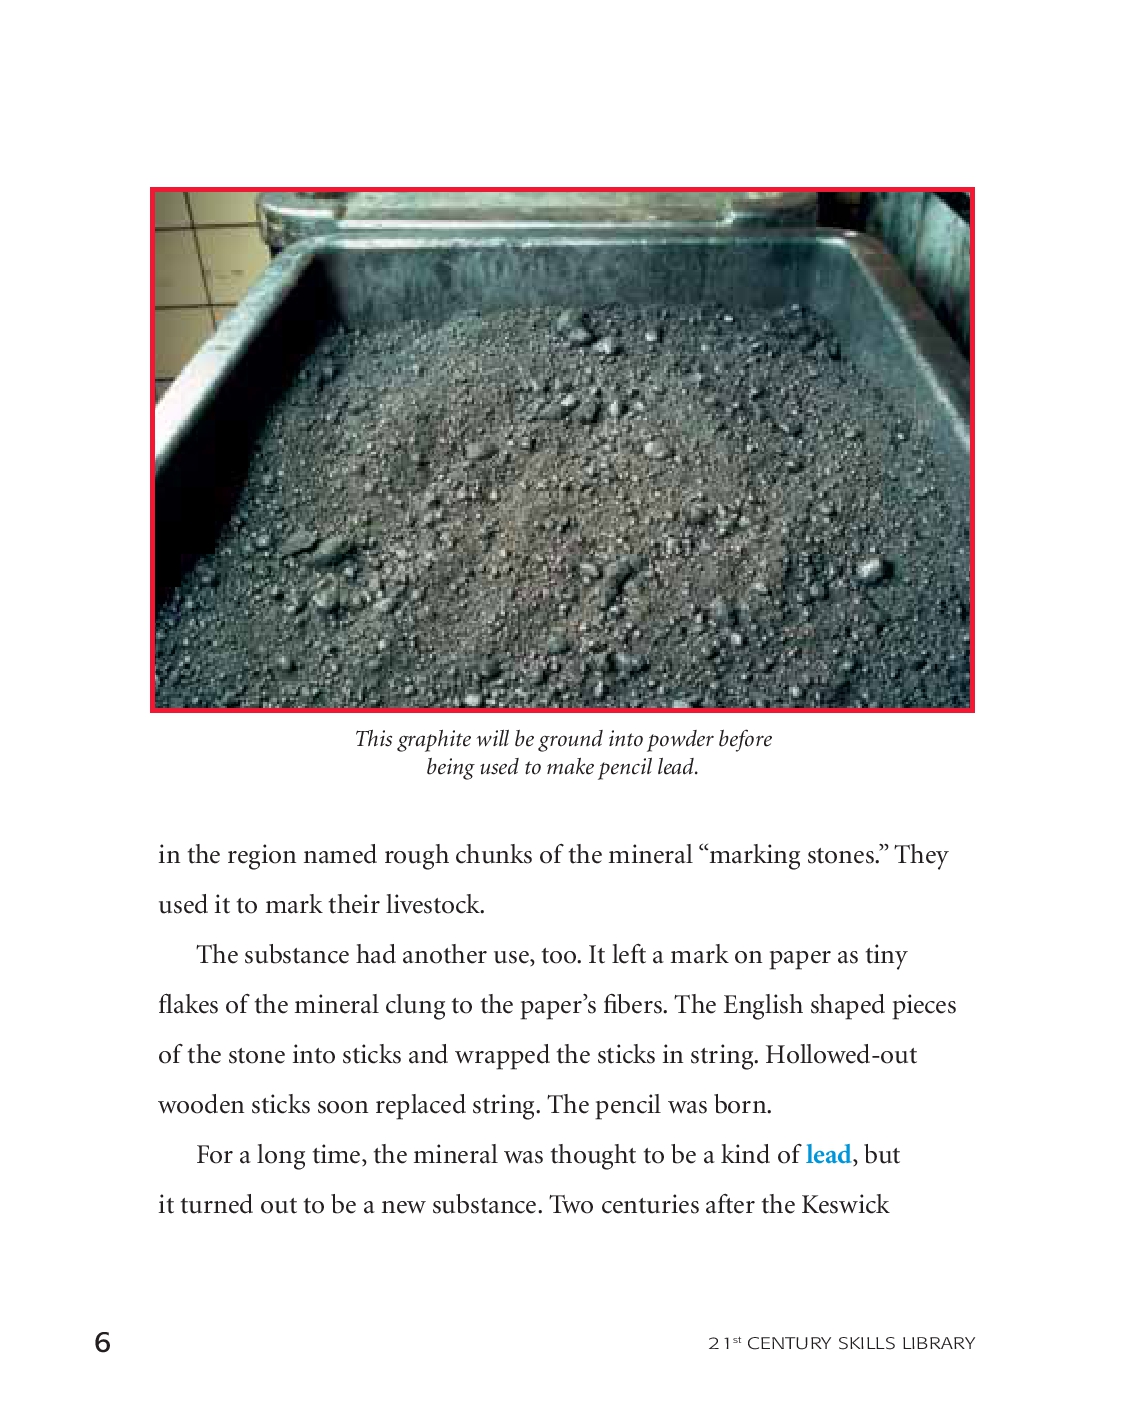 This graphite will be ground into powder before
being used to make pencil lead.
in the region named rough chunks of the mineral “marking stones.” They
used it to mark their livestock.
The substance had another use, too. It left a mark on paper as tiny
flakes of the mineral clung to the paper’s fibers. The English shaped pieces
of the stone into sticks and wrapped the sticks in string. Hollowed-out
wooden sticks soon replaced string. The pencil was born.
For a long time, the mineral was thought to be a kind of lead, but
it turned out to be a new substance. Two centuries after the Keswick
6
21st CENTURY SKILLS LIBRARY